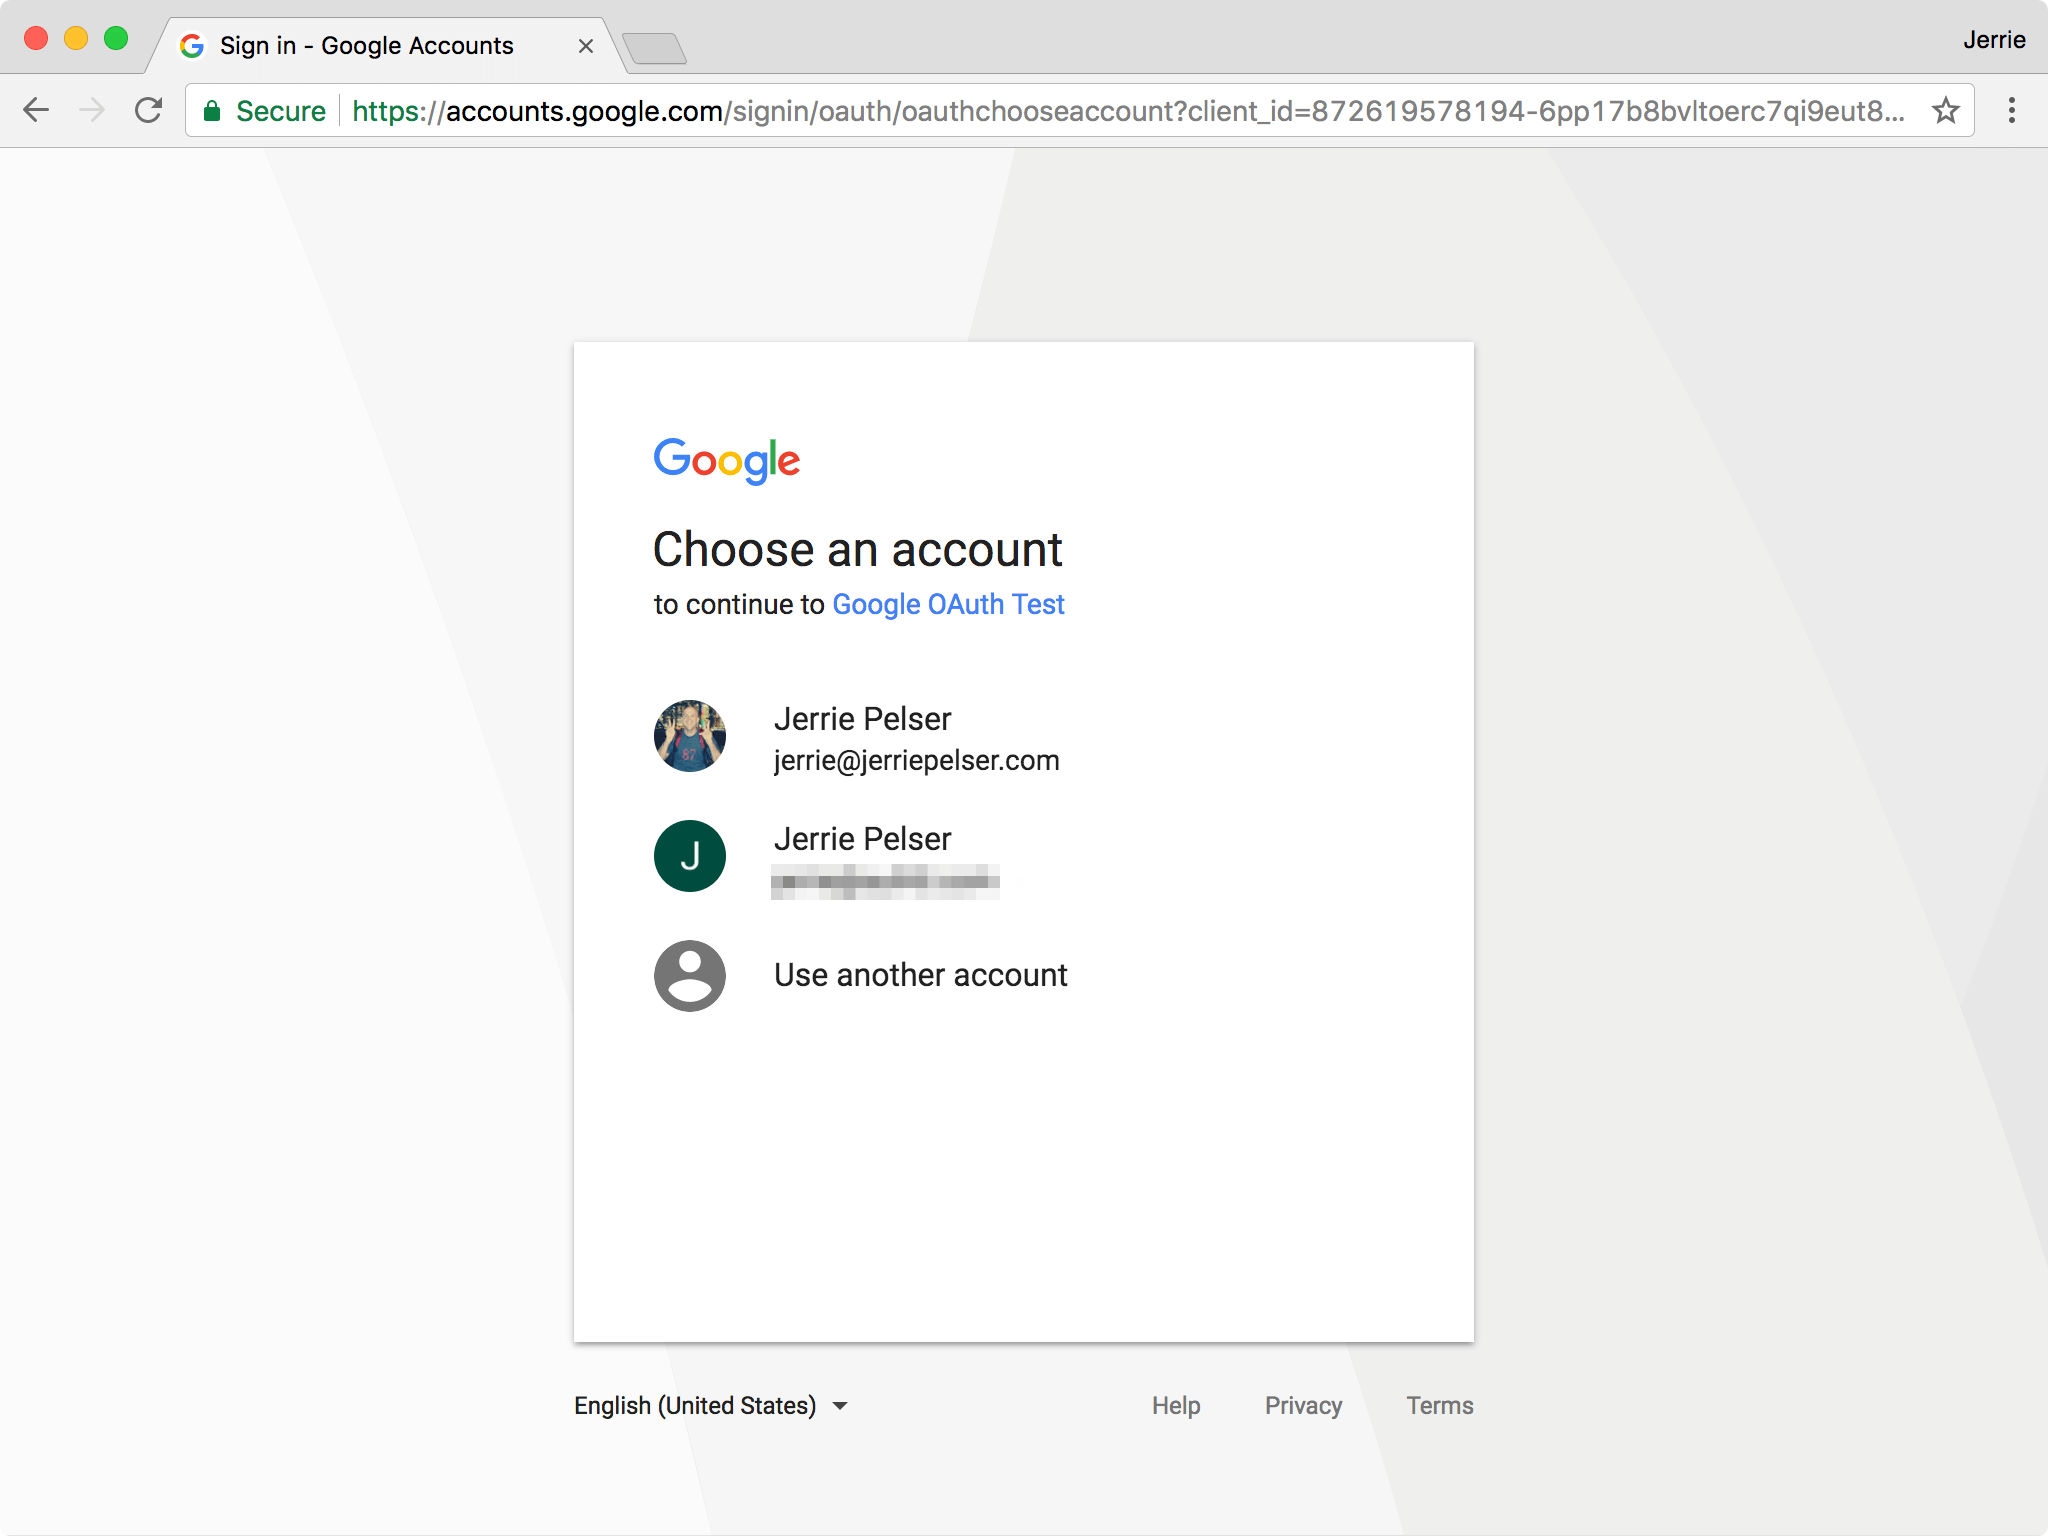 Sign in - Google Accounts
Jerrie
Secure https://accounts.google.com/signin/oauth/oauthchooseaccount?client_id=872619578194-6pp17b8bvltoerc7qi9eut8...
Google
Choose an account
to continue to Google OAuth Test
87
Jerrie Pelser
jerrie@jerriepelser.com
J
Jerrie Pelser
Use another account
English (United States)
Help Privacy Terms